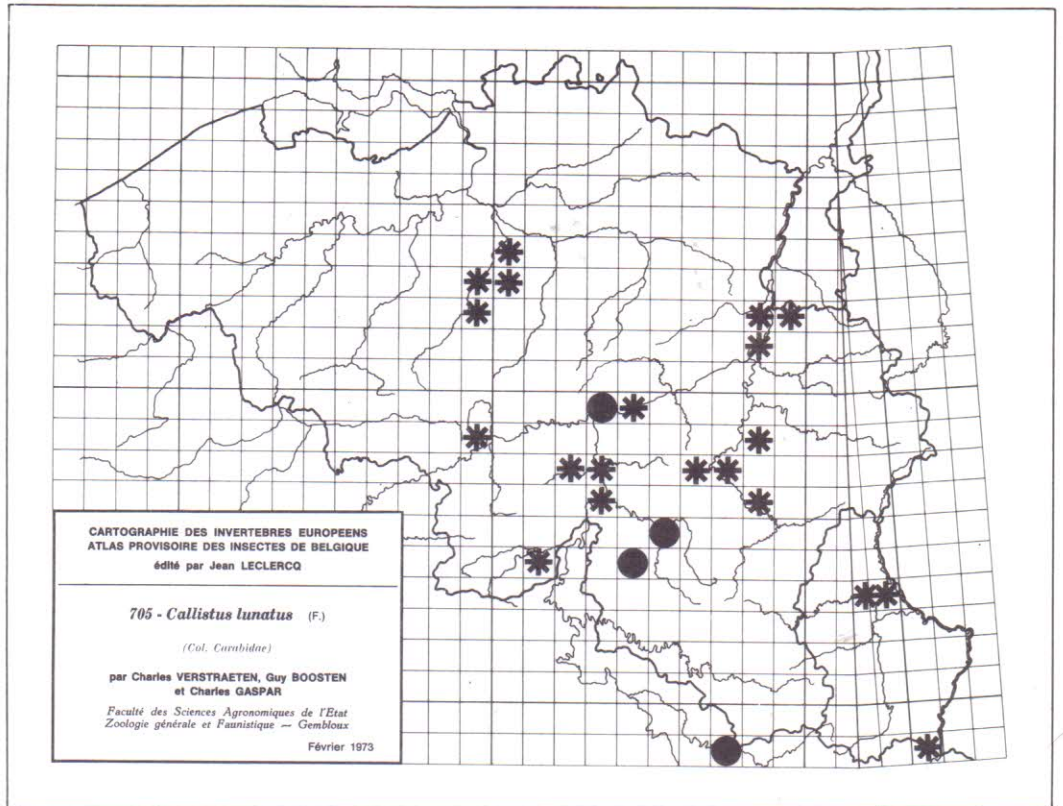 CARTOGRAPHIE DES INVERTEBRES EUROPEENS
ATLAS PROVISOIRE DES INSECTES DE BELGIQUE
édité par Jean LECLERCQ
705 - Callistus lunatus (F.)
(Col. Carabidae)
par Charles VERSTRAETEN, Guy BOOSTEN
et Charles GASPAR
Faculté des Sciences Agronomiques de l'Etat
Zoologie générale et Faunistique — Gembloux
Février 1973